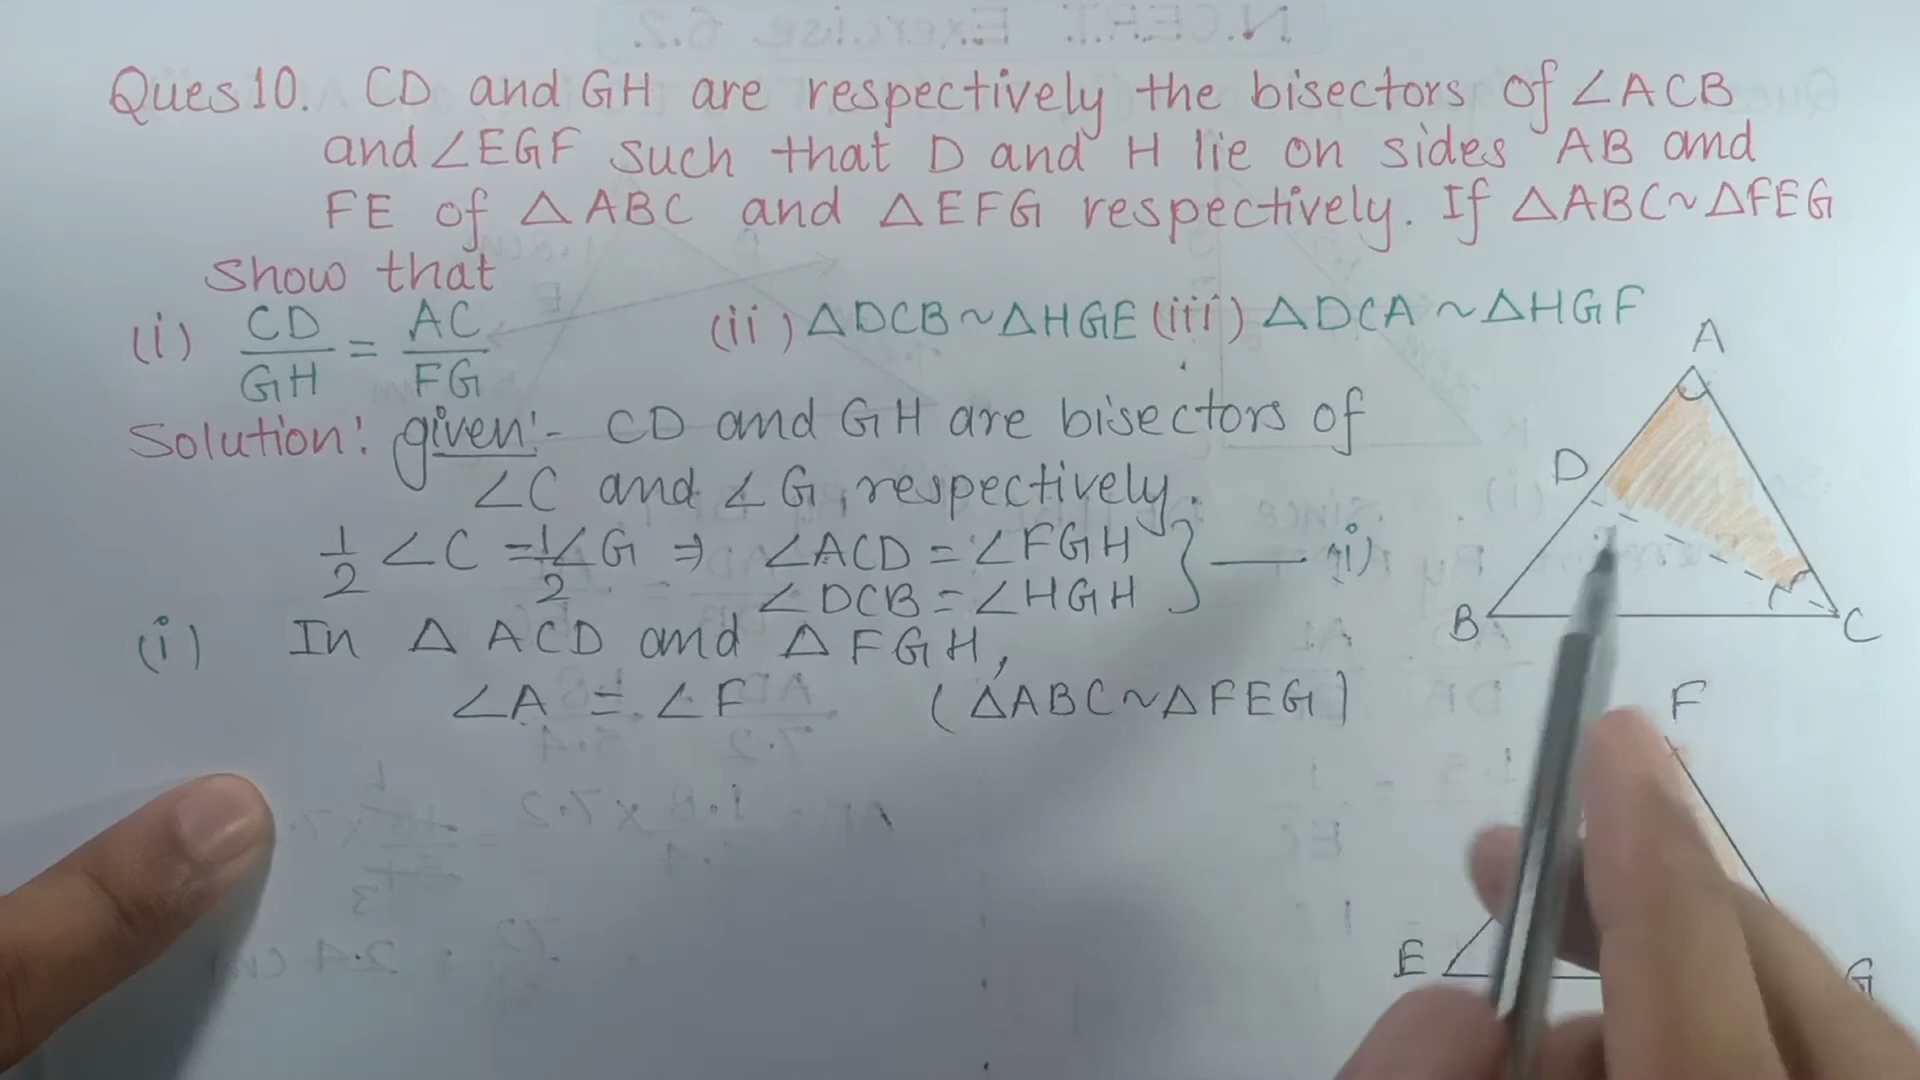 N.C.E.R.T. Exercise 6.2.
Ques 10. CD and GH are respectively the bisectors of ∠ACB
and ∠EGF such that D and H lie on sides AB and
FE of △ABC and △EFG respectively. If △ABC~△FEG
show that
(i) CD/GH = AC/FG (ii) △DCB~△HGE (iii) △DCA~△HGF
Solution: given:- CD and GH are bisectors of
∠C and ∠G, respectively.
1/2 ∠C = 1/2 ∠G ⇒ ∠ACD = ∠FGH
∠DCB = ∠HGH } — (i)
(i) In △ ACD and △ FGH,
∠A = ∠F (△ABC~△FEG)
A
D
B
C
F
E
G